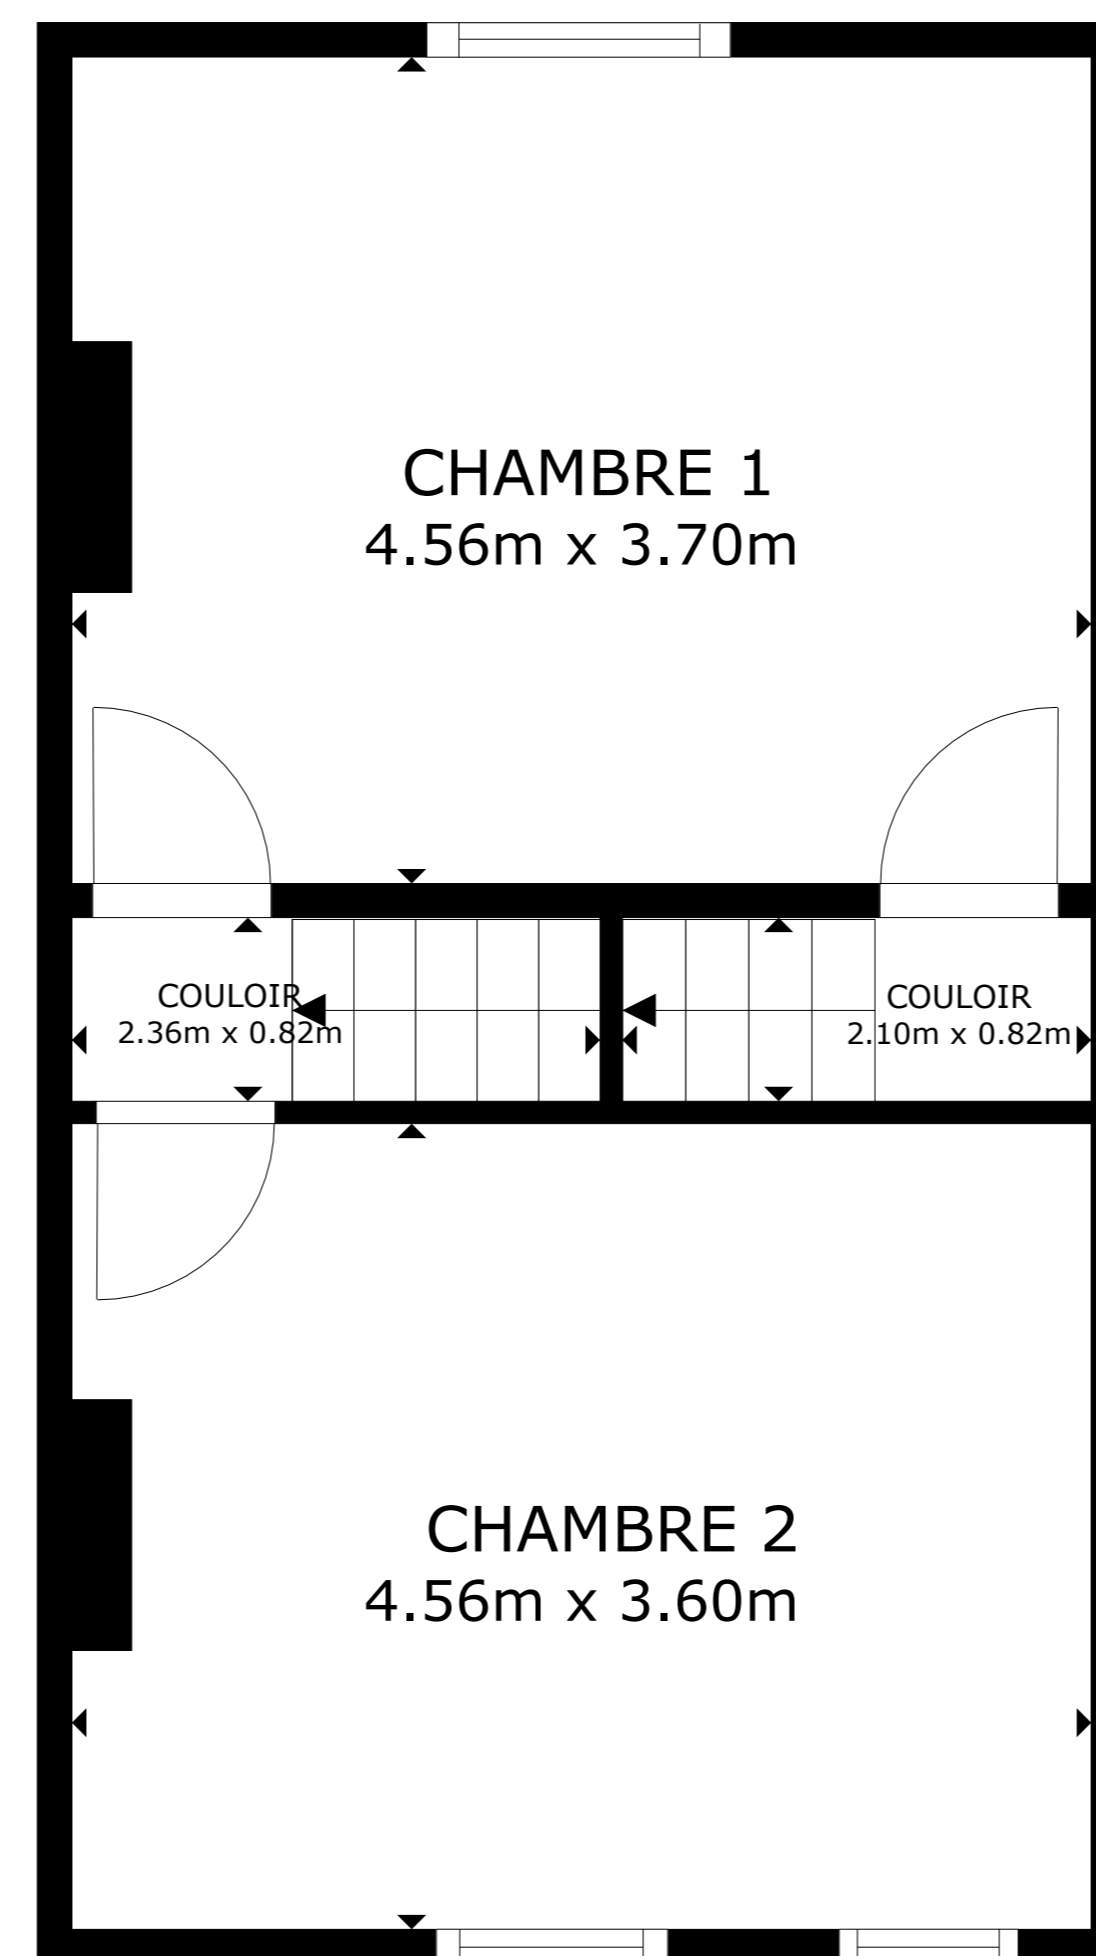 CHAMBRE 1
4.56m x 3.70m
COULOIR
2.36m x 0.82m
COULOIR
2.10m x 0.82m
CHAMBRE 2
4.56m x 3.60m